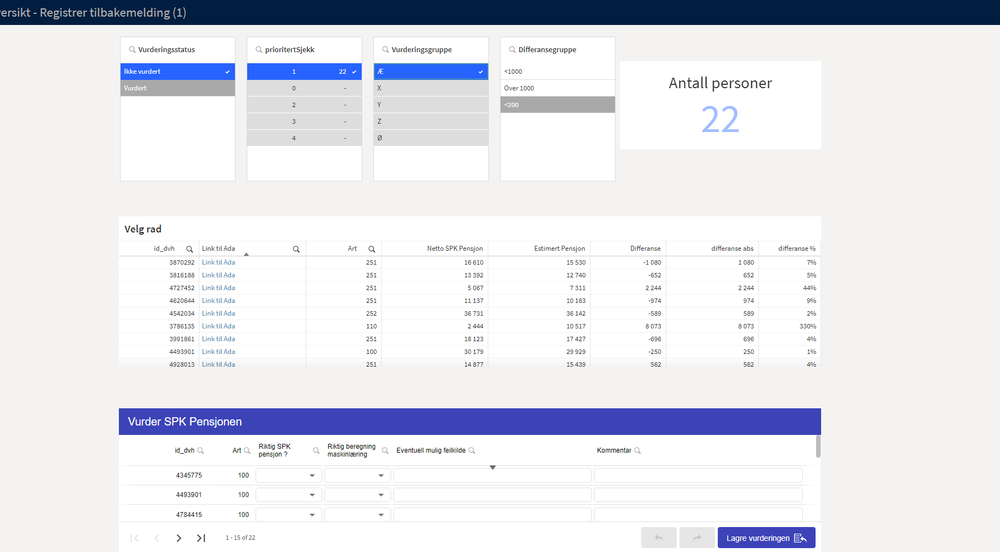 ersikt - Registrer tilbakemelding (1)
Vurderingsstatus
Ikke vurdert
Vurdert
prioritertSjekk
1 22
0 -
2 -
3 -
4 -
Vurderingsgruppe
Æ
X
Y
Z
Ø
Differansegruppe
<1000
Over 1000
<200
Antall personer
22
Velg rad
id_dvh Link til Ada Art Netto SPK Pensjon Estimert Pensjon Differanse differanse abs differanse %
3870292 Link til Ada 251 16 610 15 530 -1 080 1 080 7%
3816188 Link til Ada 251 13 392 12 740 -652 652 5%
4727452 Link til Ada 251 5 067 7 311 2 244 2 244 44%
4620644 Link til Ada 251 11 137 10 163 -974 974 9%
4542034 Link til Ada 252 36 731 36 142 -589 589 2%
3786135 Link til Ada 110 2 444 10 517 8 073 8 073 330%
3991861 Link til Ada 251 18 123 17 427 -696 696 4%
4493901 Link til Ada 100 30 179 29 929 -250 250 1%
4928013 Link til Ada 251 14 877 15 439 562 562 4%
Vurder SPK Pensjonen
id_dvh Art Riktig SPK pensjon ? Riktig beregning maskinlæring Eventuell mulig feilkilde Kommentar
4345775 100
4493901 100
4784415 100
1 - 15 of 22
Lagre vurderingen